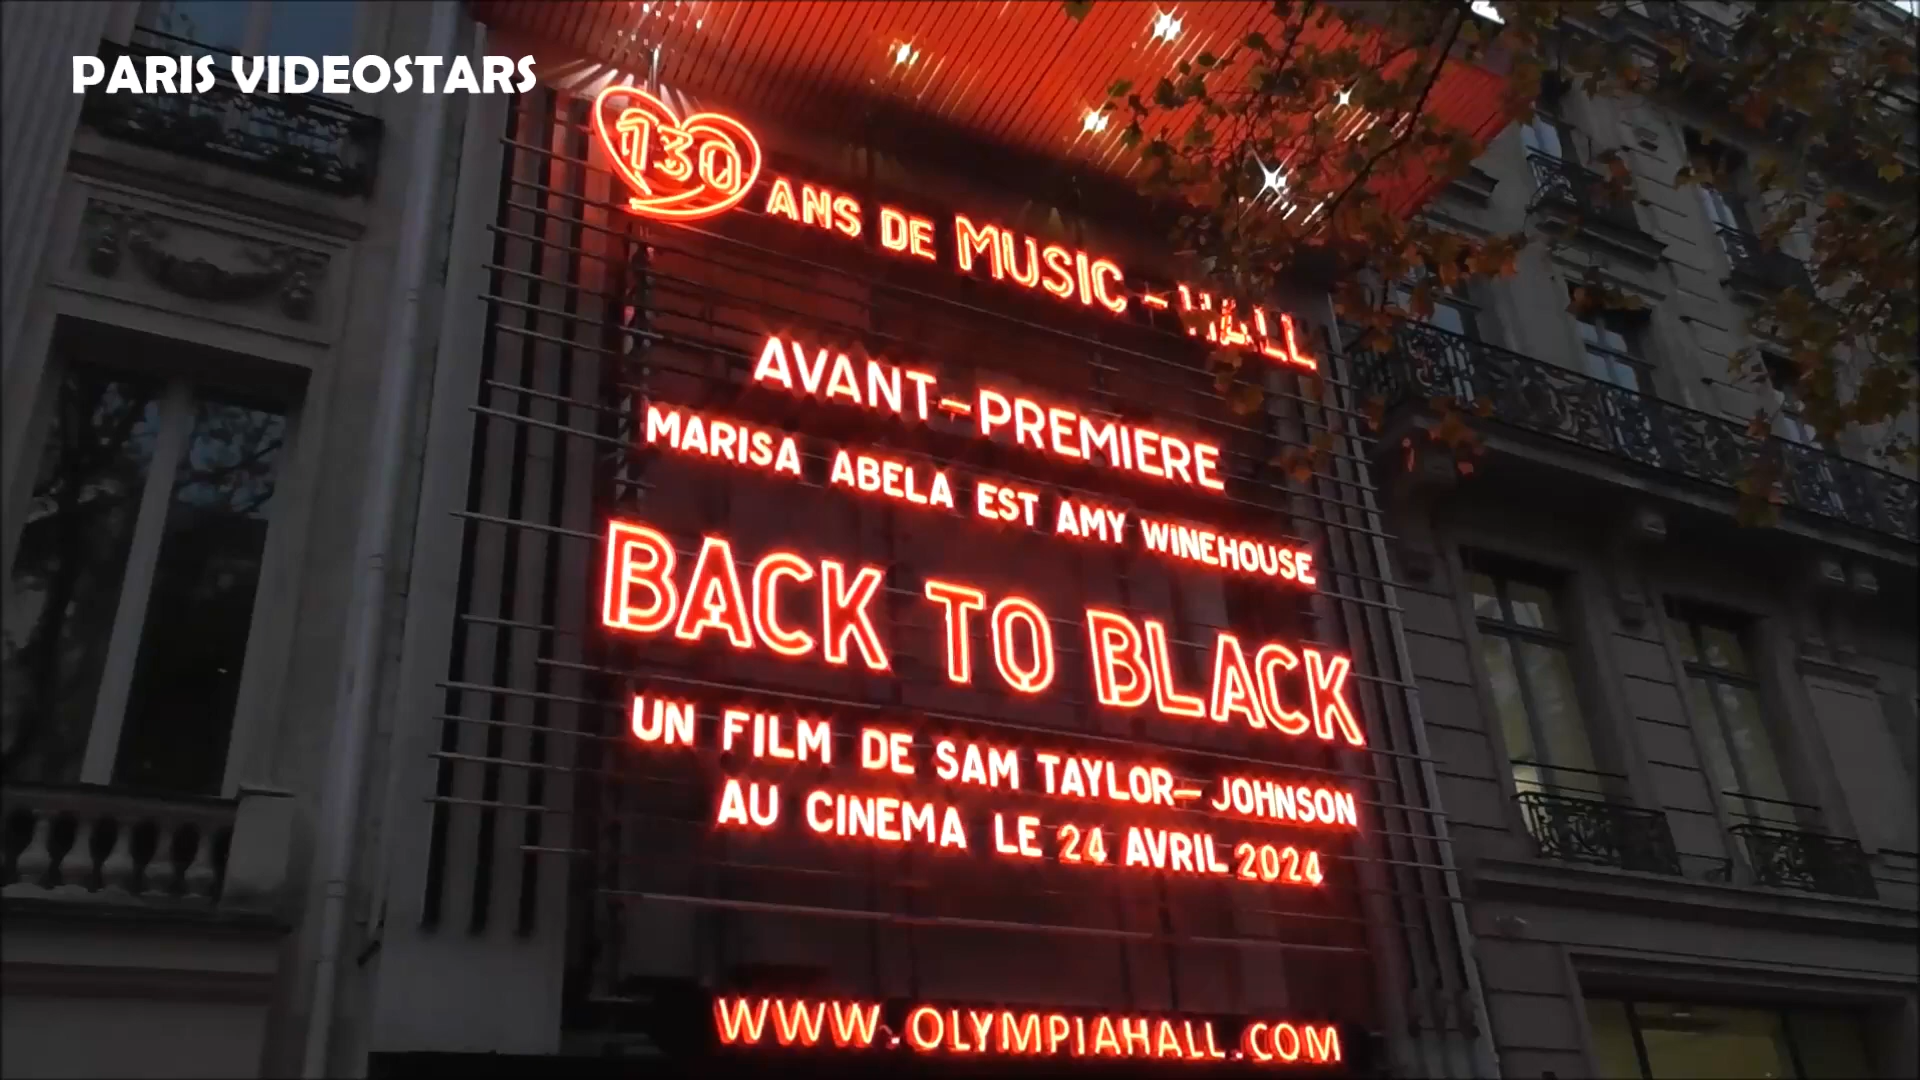 PARIS VIDEOSTARS
130 ANS DE MUSIC-HALL
AVANT-PREMIERE
MARISA ABELA EST AMY WINEHOUSE
BACK TO BLACK
UN FILM DE SAM TAYLOR-JOHNSON
AU CINEMA LE 24 AVRIL 2024
WWW.OLYMPIAHALL.COM